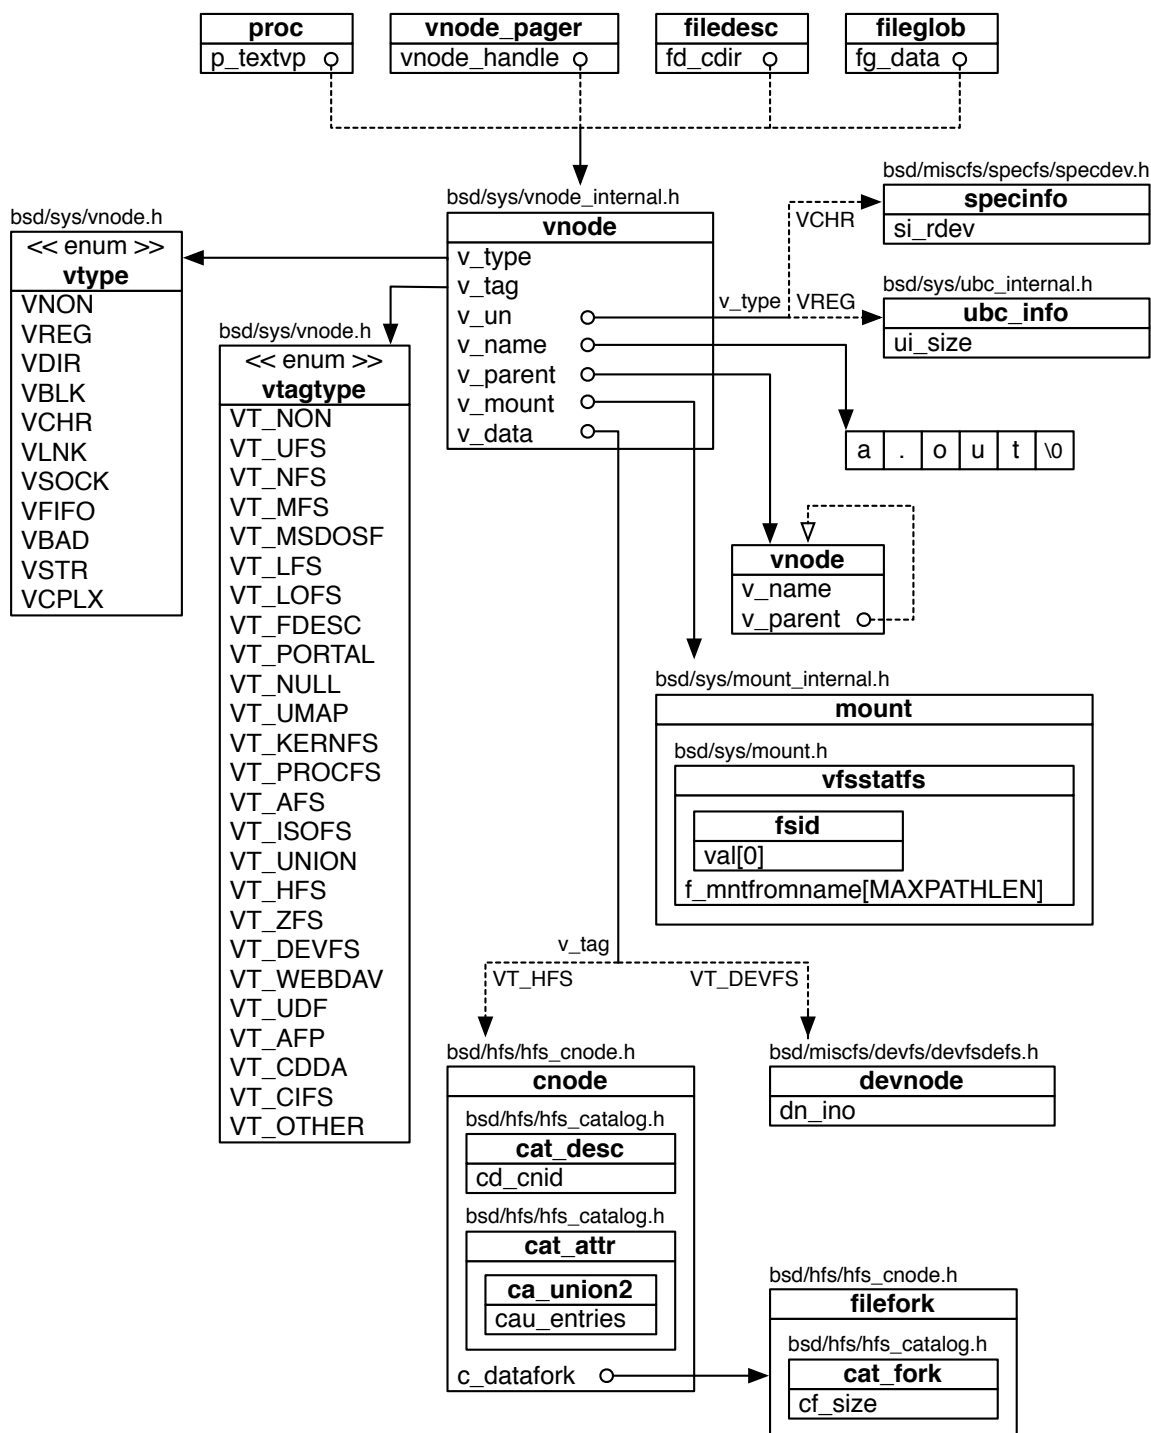 proc
p_textvp
vnode_pager
vnode_handle
filedesc
fd_cdir
fileglob
fg_data
bsd/sys/vnode.h
<< enum >>
vtype
VNON
VREG
VDIR
VBLK
VCHR
VLNK
VSOCK
VFIFO
VBAD
VSTR
VCPLX
bsd/sys/vnode.h
<< enum >>
vtagtype
VT_NON
VT_UFS
VT_NFS
VT_MFS
VT_MSDOSF
VT_LFS
VT_LOFS
VT_FDESC
VT_PORTAL
VT_NULL
VT_UMAP
VT_KERNFS
VT_PROCFS
VT_AFS
VT_ISOFS
VT_UNION
VT_HFS
VT_ZFS
VT_DEVFS
VT_WEBDAV
VT_UDF
VT_AFP
VT_CDDA
VT_CIFS
VT_OTHER
bsd/sys/vnode_internal.h
vnode
v_type
v_tag
v_un
v_name
v_parent
v_mount
v_data
v_type
VCHR
VREG
bsd/miscfs/specfs/specdev.h
specinfo
si_rdev
bsd/sys/ubc_internal.h
ubc_info
ui_size
a . o u t \0
vnode
v_name
v_parent
bsd/sys/mount_internal.h
mount
bsd/sys/mount.h
vfsstatfs
fsid
val[0]
f_mntfromname[MAXPATHLEN]
v_tag
VT_HFS
VT_DEVFS
bsd/hfs/hfs_cnode.h
cnode
bsd/hfs/hfs_catalog.h
cat_desc
cd_cnid
bsd/hfs/hfs_catalog.h
cat_attr
ca_union2
cau_entries
c_datafork
bsd/miscfs/devfs/devfsdefs.h
devnode
dn_ino
bsd/hfs/hfs_cnode.h
filefork
bsd/hfs/hfs_catalog.h
cat_fork
cf_size